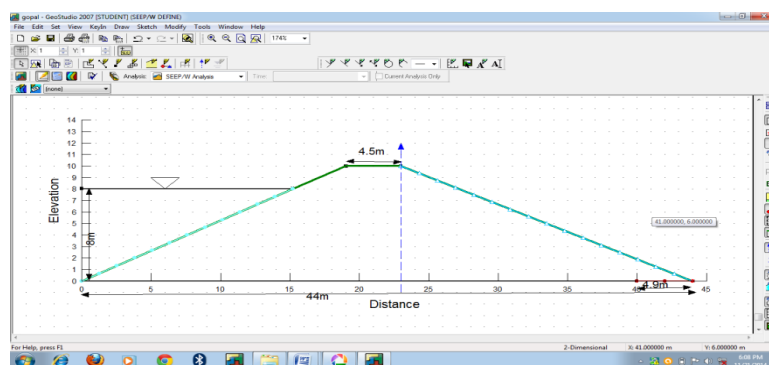 gopal - GeoStudio 2007 (STUDENT) (SEEP/W DEFINE)
File Edit Set View KeyIn Draw Sketch Modify Tools Window Help
174%
X: 1 Y: 1
Analysis: SEEP/W Analysis Time: Current Analysis Only
(none)
14
13
12
11
10
9
8
7
6
5
4
3
2
1
0
Elevation
8m
4.5m
41.000000, 6.000000
0 5 10 15 20 25 30 35 40 45
4.9m
44m
Distance
For Help, press F1
2-Dimensional X: 41.000000 m Y: 6.000000 m
6:08 PM